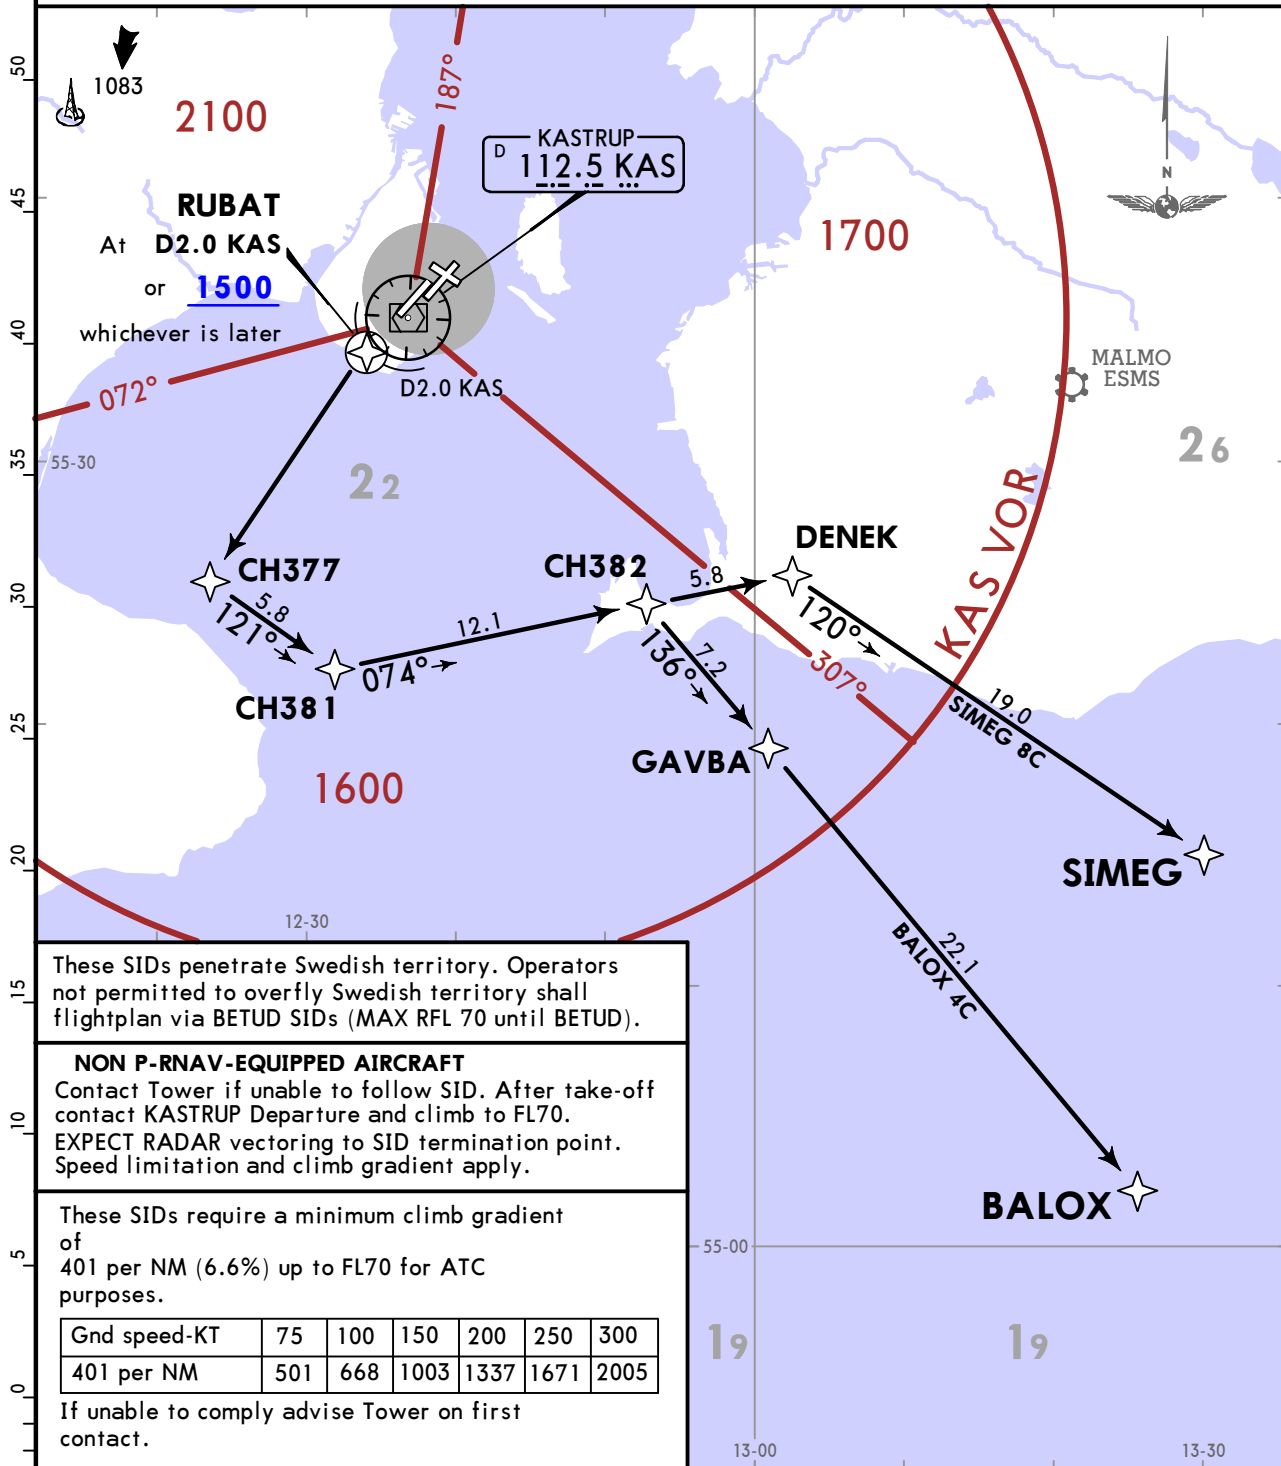 50
1083
2100
187°
KASTRUP
D 112.5 KAS
N
45
RUBAT
At D2.0 KAS
or 1500
whichever is later
1700
40
072°
D2.0 KAS
MALMO
ESMS
35
55-30
22
26
KAS VOR
DENEK
CH377
CH382
5.8
30
5.8
121°
12.1
074°
CH381
136°
7.2
120°
307°
19.0
SIMEG 8C
25
GAVBA
1600
20
SIMEG
12-30
22.1
BALOX 4C
These SIDs penetrate Swedish territory. Operators
not permitted to overfly Swedish territory shall
flightplan via BETUD SIDs (MAX RFL 70 until BETUD).
15
NON P-RNAV-EQUIPPED AIRCRAFT
Contact Tower if unable to follow SID. After take-off
contact KASTRUP Departure and climb to FL70.
EXPECT RADAR vectoring to SID termination point.
Speed limitation and climb gradient apply.
10
BALOX
These SIDs require a minimum climb gradient
of
401 per NM (6.6%) up to FL70 for ATC
purposes.
5
55-00
Gnd speed-KT 75 100 150 200 250 300
401 per NM 501 668 1003 1337 1671 2005
19
19
0
If unable to comply advise Tower on first
contact.
13-00
13-30